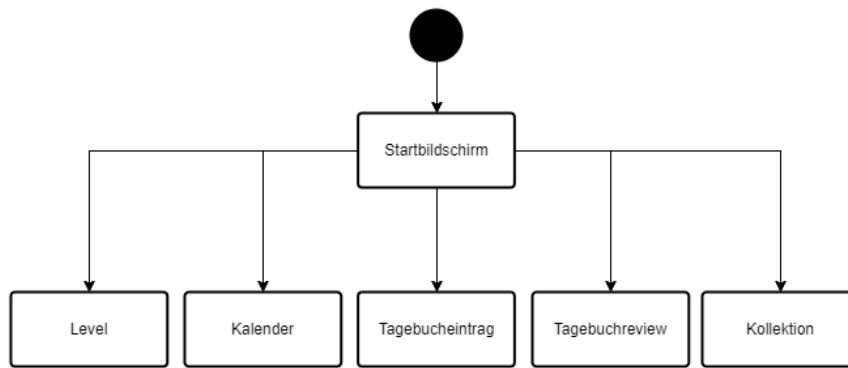 Startbildschirm
Level
Kalender
Tagebucheintrag
Tagebuchreview
Kollektion